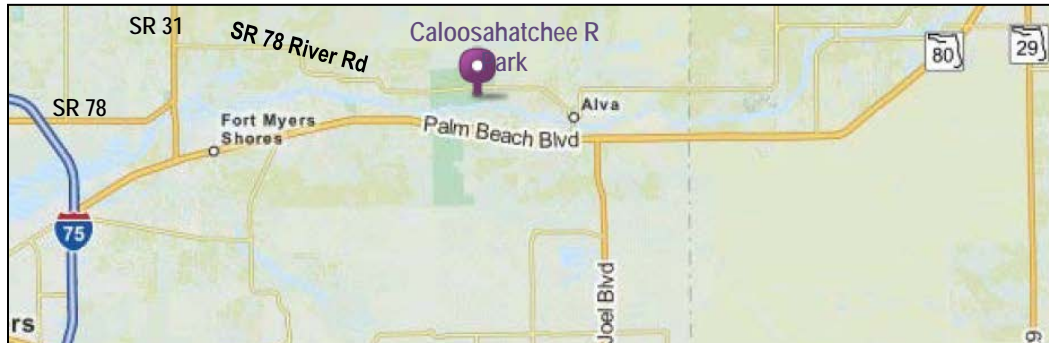 SR 31
SR 78 River Rd
Caloosahatchee R
ark
80
29
SR 78
Fort Myers
Shores
Palm Beach Blvd
Alva
75
Joel Blvd
rs
9